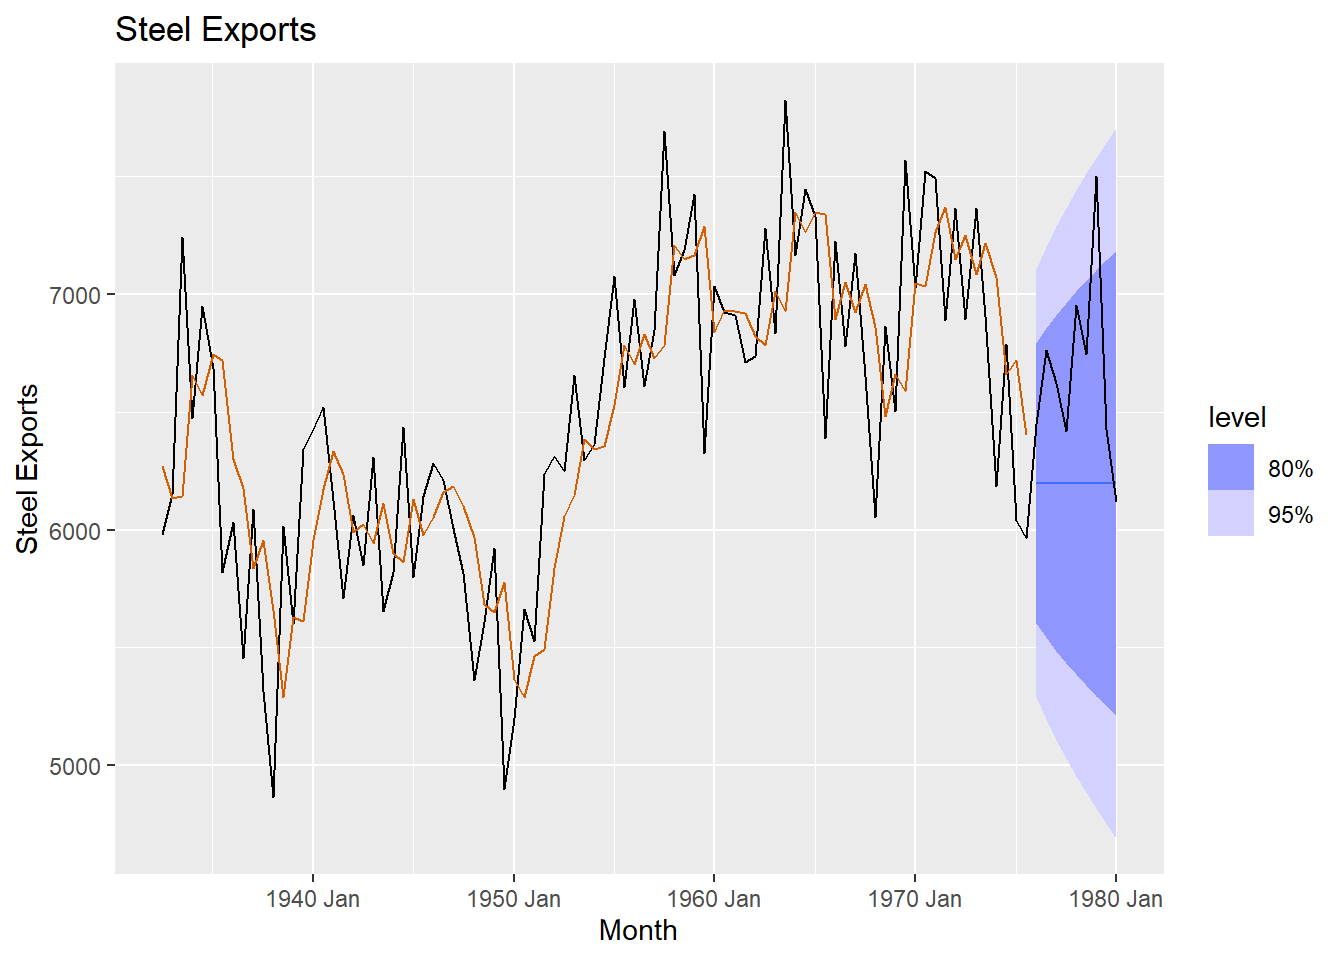 Steel Exports
Steel Exports
7000
6000
5000
1940 Jan
1950 Jan
1960 Jan
1970 Jan
1980 Jan
Month
level
80%
95%